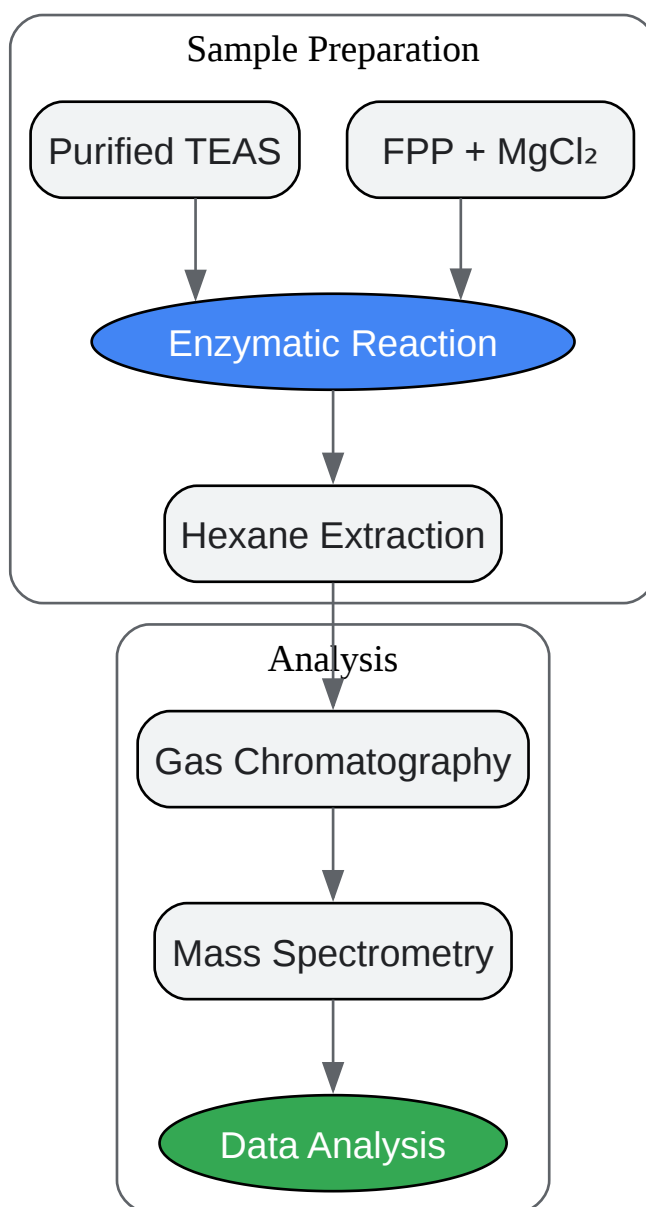 Sample Preparation
Purified TEAS
FPP + MgCl₂
Enzymatic Reaction
Hexane Extraction
Analysis
Gas Chromatography
Mass Spectrometry
Data Analysis